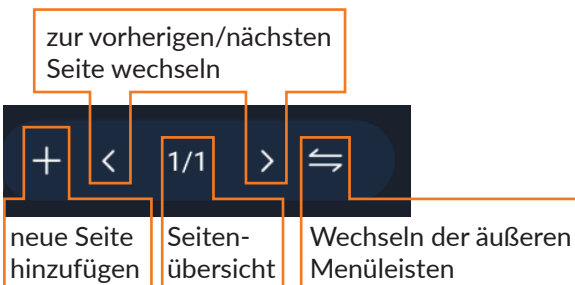 zur vorherigen/nächsten
Seite wechseln
1/1
neue Seite
hinzufügen
Seiten-
übersicht
Wechseln der äußeren
Menüleisten